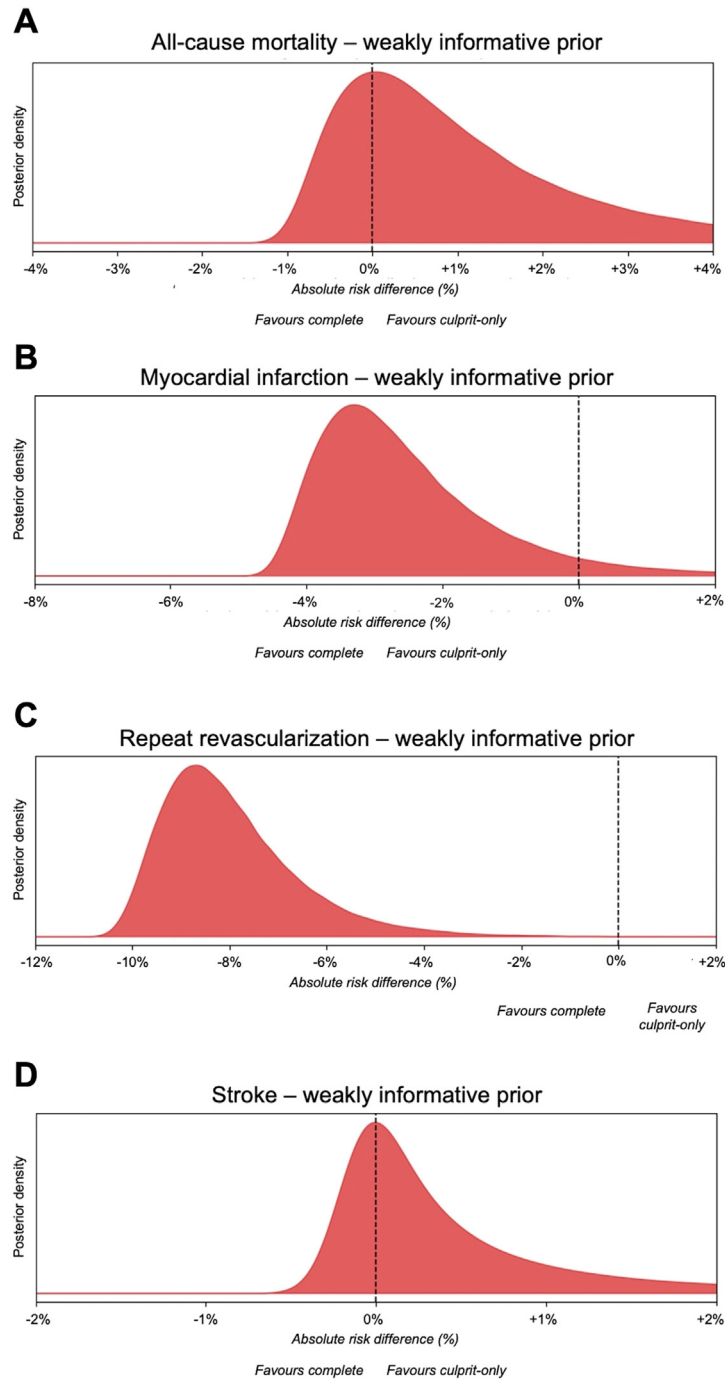 A
All-cause mortality – weakly informative prior
Posterior density
-4% -3% -2% -1% 0% +1% +2% +3% +4%
Absolute risk difference (%)
Favours complete Favours culprit-only
B
Myocardial infarction – weakly informative prior
Posterior density
-8% -6% -4% -2% 0% +2%
Absolute risk difference (%)
Favours complete Favours culprit-only
C
Repeat revascularization – weakly informative prior
Posterior density
-12% -10% -8% -6% -4% -2% 0% +2%
Absolute risk difference (%)
Favours complete Favours
culprit-only
D
Stroke – weakly informative prior
Posterior density
-2% -1% 0% +1% +2%
Absolute risk difference (%)
Favours complete Favours culprit-only